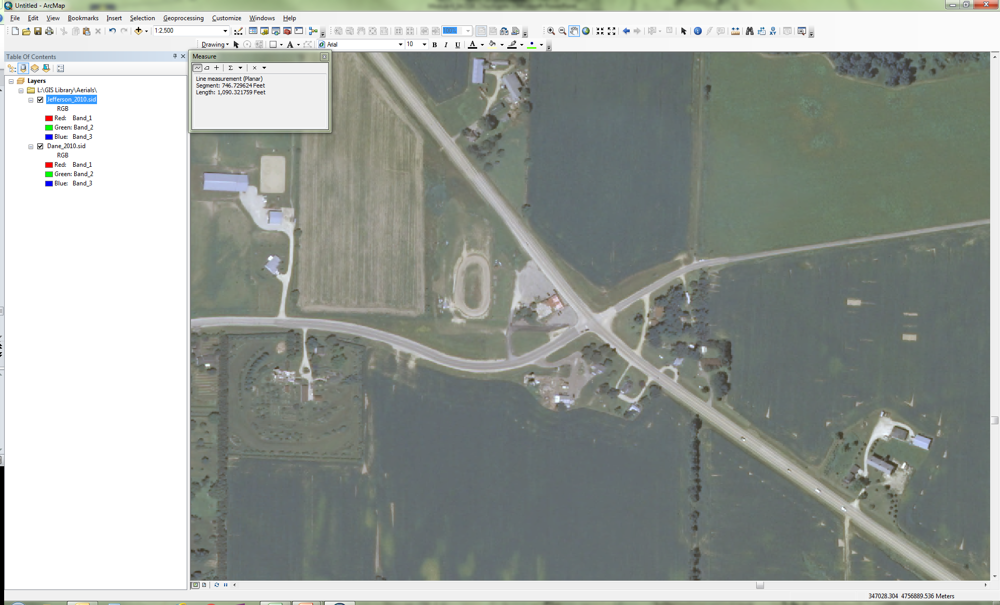 Untitled - ArcMap
File Edit View Bookmarks Insert Selection Geoprocessing Customize Windows Help
1:2,500
100%
Drawing
A
Arial
10
B I U A
Table Of Contents
Layers
L:\GIS Library\Aerials\
Jefferson_2010.sid
RGB
Red: Band_1
Green: Band_2
Blue: Band_3
Dane_2010.sid
RGB
Red: Band_1
Green: Band_2
Blue: Band_3
Measure
Line measurement (Planar)
Segment: 746.729624 Feet
Length: 1,090.321759 Feet
347028.304 4756889.536 Meters